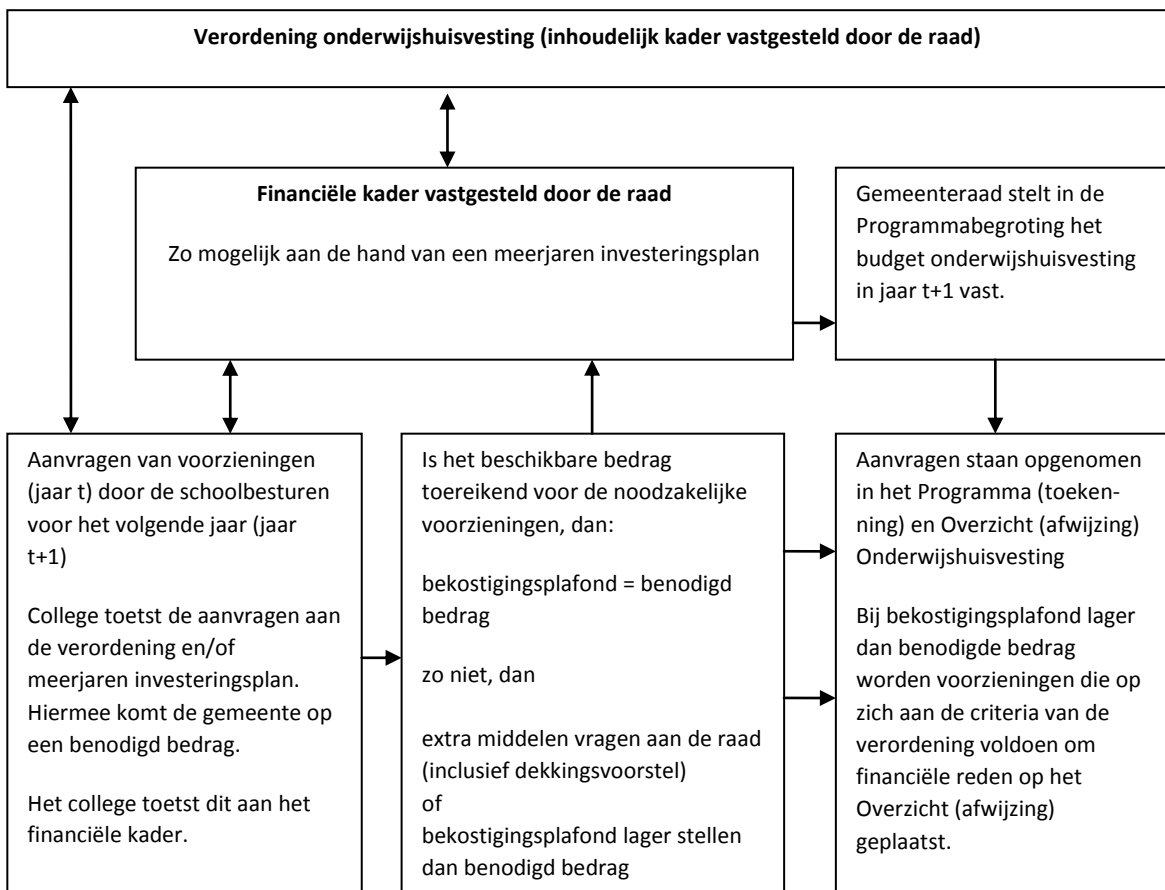 Verordening onderwijshuisvesting (inhoudelijk kader vastgesteld door de raad)
Financiële kader vastgesteld door de raad
Zo mogelijk aan de hand van een meerjaren investeringsplan
Gemeenteraad stelt in de
Programmabegroting het
budget onderwijshuisvesting
in jaar t+1 vast.
Aanvragen van voorzieningen
(jaar t) door de schoolbesturen
voor het volgende jaar (jaar
t+1)
College toetst de aanvragen aan
de verordening en/of
meerjaren investeringsplan.
Hiermee komt de gemeente op
een benodigd bedrag.
Het college toetst dit aan het
financiële kader.
Is het beschikbare bedrag
toereikend voor de noodzakelijke
voorzieningen, dan:
bekostigingsplafond = benodigd
bedrag
zo niet, dan
extra middelen vragen aan de raad
(inclusief dekkingsvoorstel)
of
bekostigingsplafond lager stellen
dan benodigd bedrag
Aanvragen staan opgenomen
in het Programma (toeken-
ning) en Overzicht (afwijzing)
Onderwijshuisvesting
Bij bekostigingsplafond lager
dan benodigde bedrag
worden voorzieningen die op
zich aan de criteria van de
verordening voldoen om
financiële reden op het
Overzicht (afwijzing)
geplaatst.